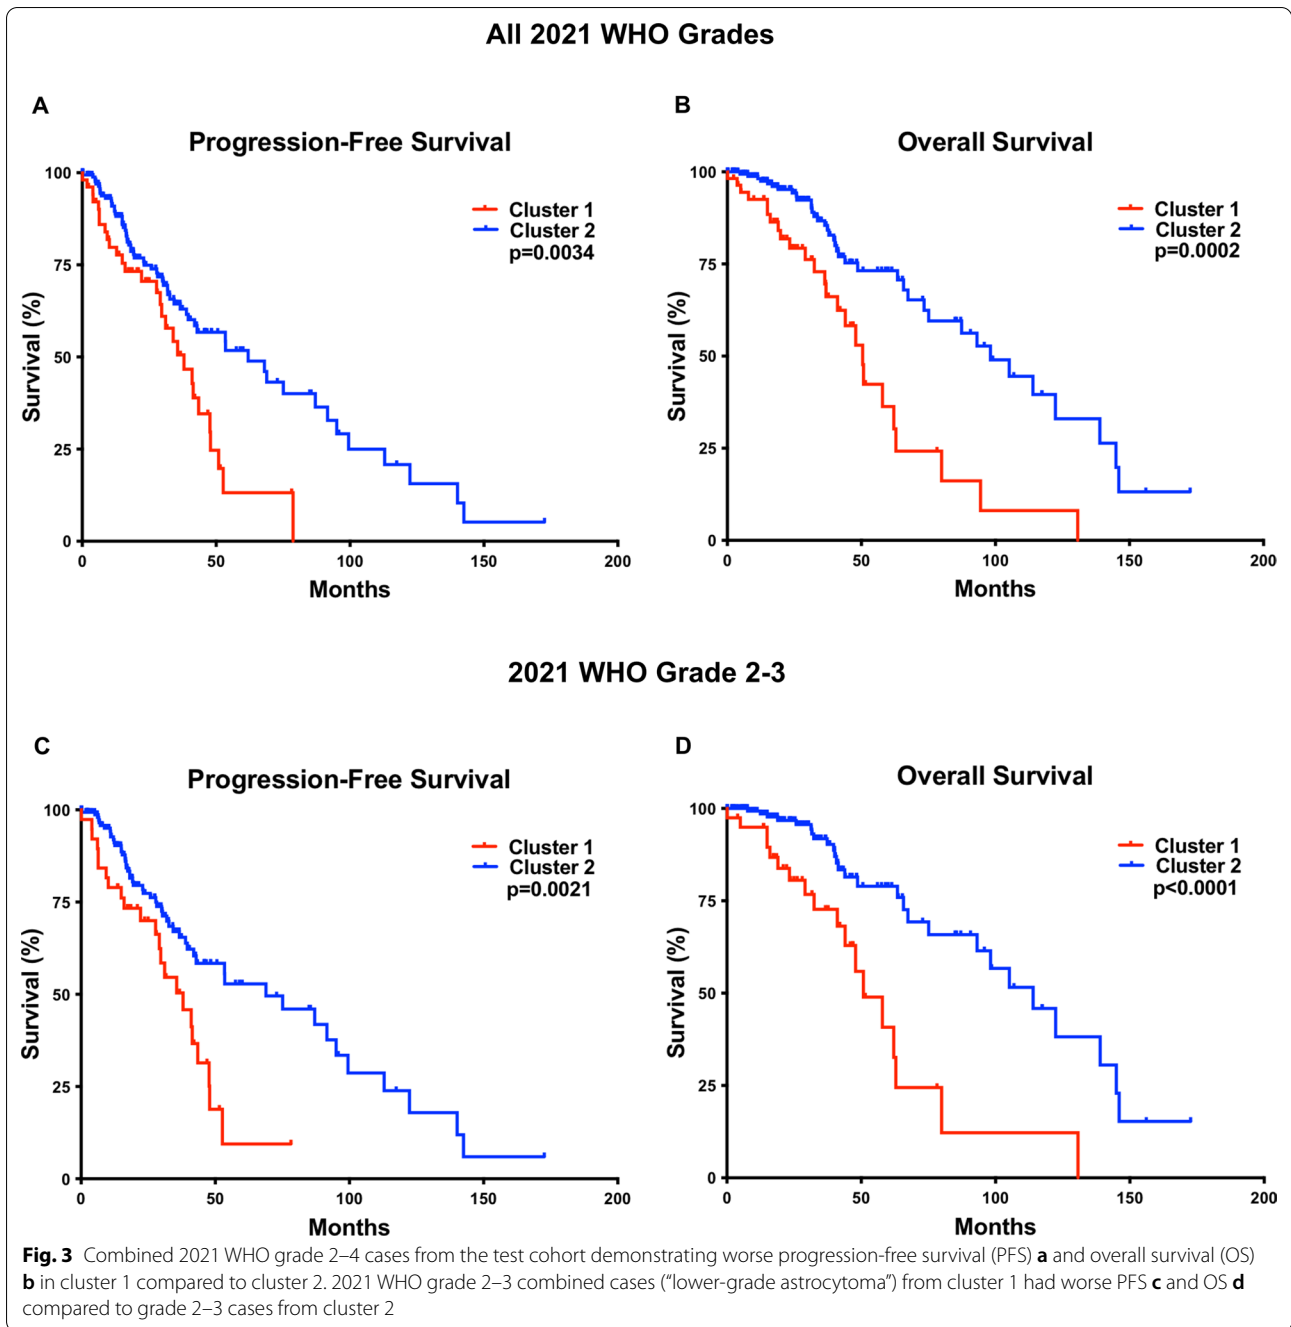 All 2021 WHO Grades
A
Progression-Free Survival
100
75
50
25
0
0
50
100
150
200
Survival (%)
Months
Cluster 1
Cluster 2
p=0.0034
B
Overall Survival
100
75
50
25
0
0
50
100
150
200
Survival (%)
Months
Cluster 1
Cluster 2
p=0.0002
2021 WHO Grade 2-3
C
Progression-Free Survival
100
75
50
25
0
0
50
100
150
200
Survival (%)
Months
Cluster 1
Cluster 2
p=0.0021
D
Overall Survival
100
75
50
25
0
0
50
100
150
200
Survival (%)
Months
Cluster 1
Cluster 2
p<0.0001
Fig. 3 Combined 2021 WHO grade 2–4 cases from the test cohort demonstrating worse progression-free survival (PFS) a and overall survival (OS)
b in cluster 1 compared to cluster 2. 2021 WHO grade 2–3 combined cases (“lower-grade astrocytoma”) from cluster 1 had worse PFS c and OS d
compared to grade 2–3 cases from cluster 2